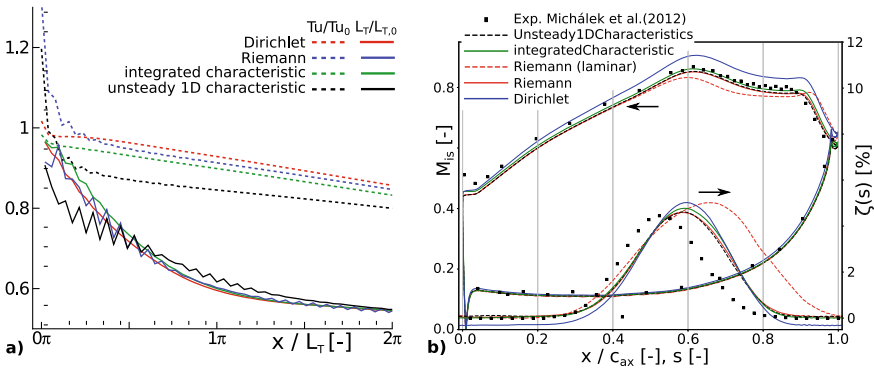 Tu/Tu0 LT/LT,0
Dirichlet
Riemann
integrated characteristic
unsteady 1D characteristic
1.2
1
0.8
0.6
0π 1π 2π
x / LT [-]
a)
Exp. Michálek et al.(2012)
Unsteady1DCharacteristics
integratedCharacteristic
Riemann (laminar)
Riemann
Dirichlet
Mis [-]
0.8
0.6
0.4
0.2
0.0
12
10
8
6
4
2
0
ζ(s) [%]
0.0 0.2 0.4 0.6 0.8 1.0
x / cax [-], s [-]
b)